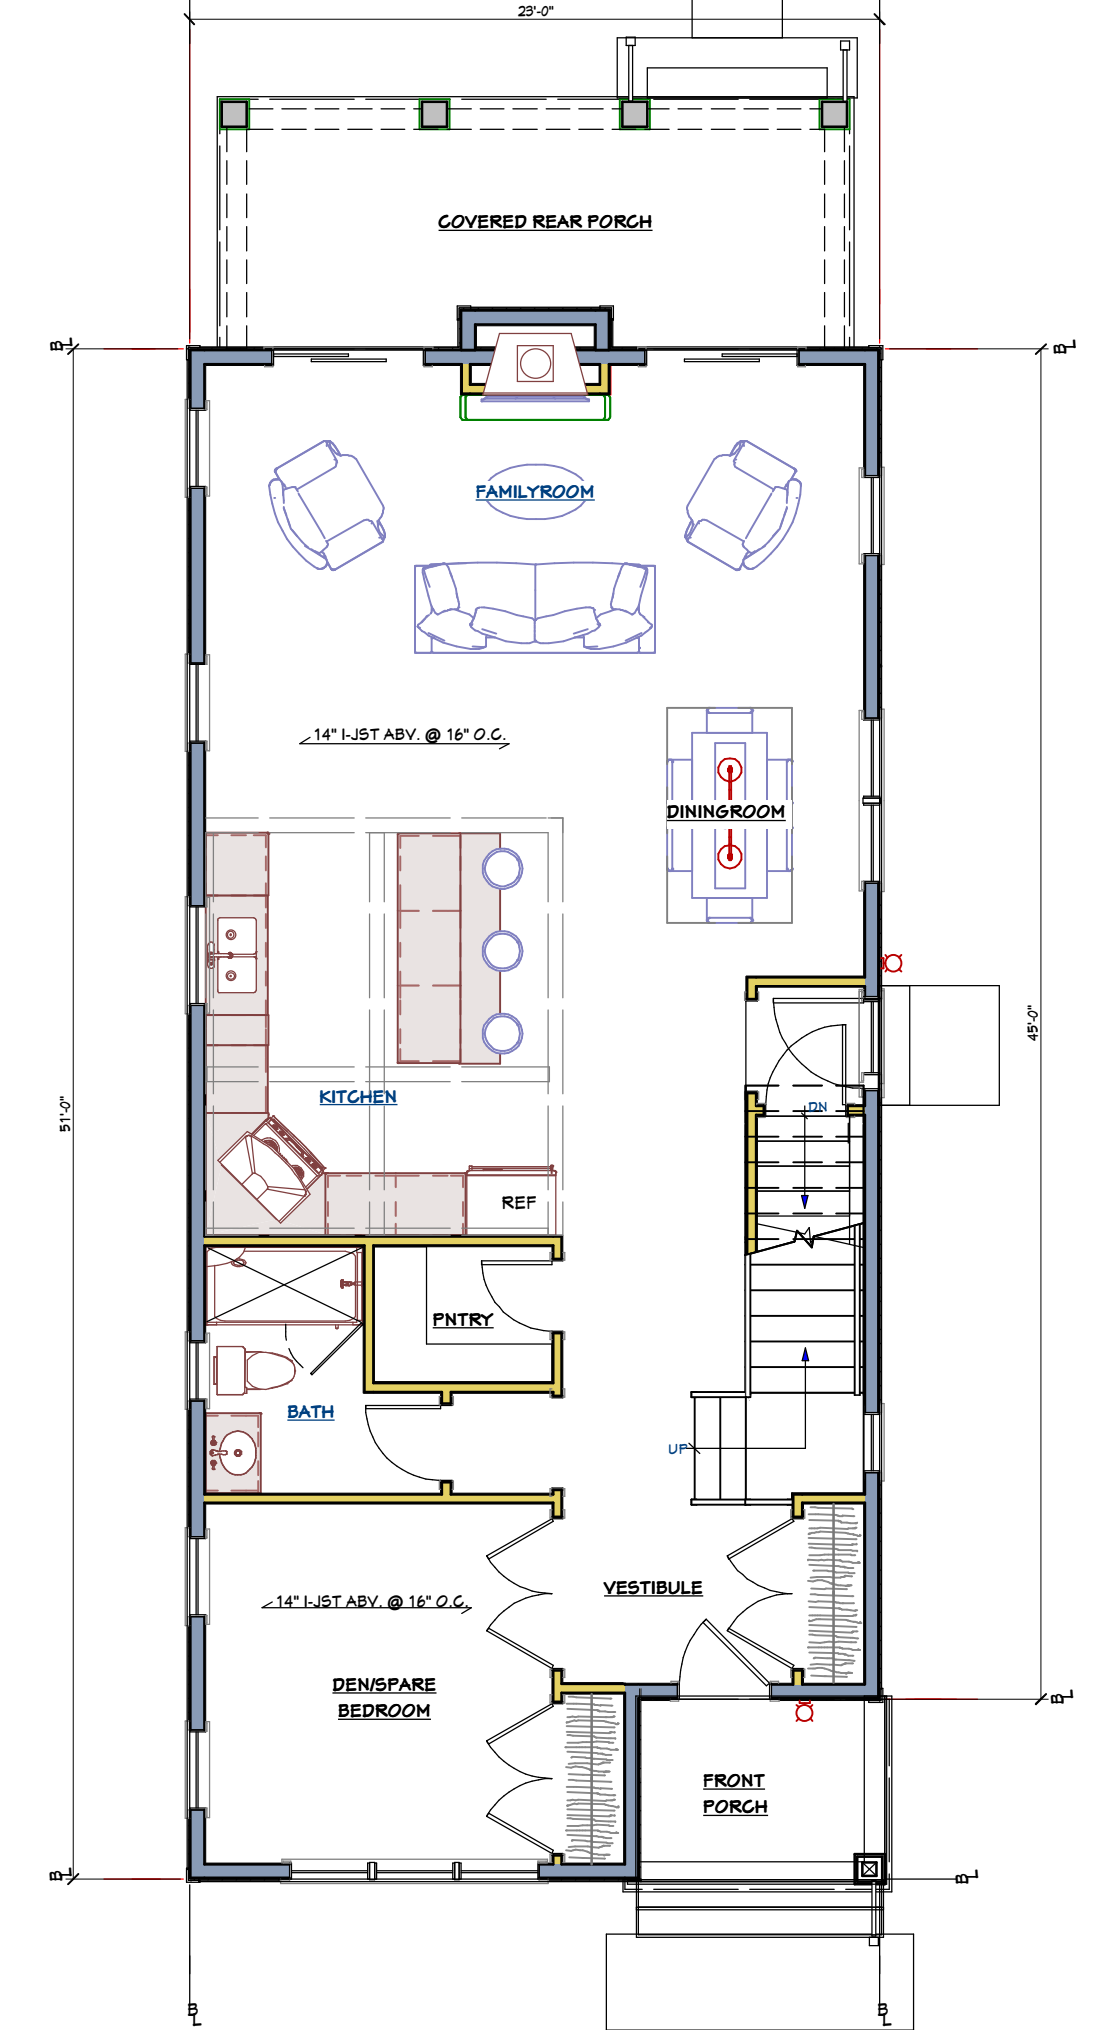 23'-0"
COVERED REAR PORCH
BL
BL
FAMILYROOM
14" I-JST ABV. @ 16" O.C.
DININGROOM
45'-0"
KITCHEN
DN
51'-0"
REF
PNTRY
BATH
UP
VESTIBULE
14" I-JST ABV. @ 16" O.C.
DEN/SPARE
BEDROOM
BL
FRONT
PORCH
BL
BL
BL
BL